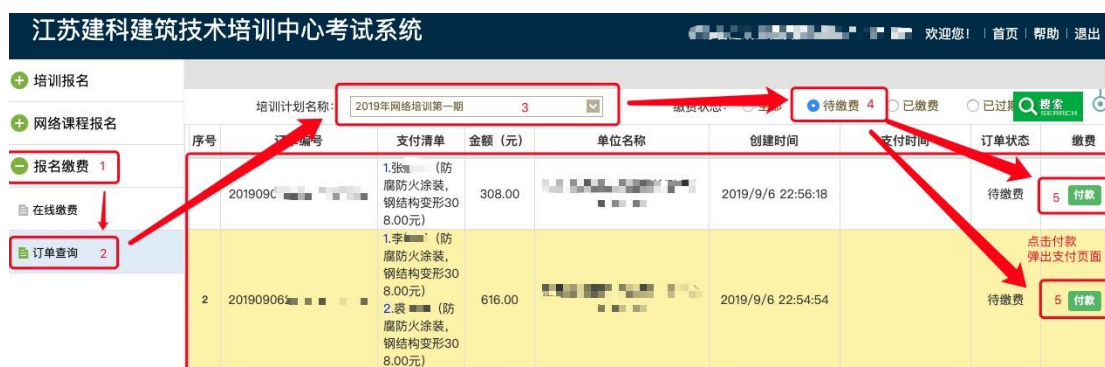 江苏建科建筑技术培训中心考试系统
欢迎您! 首页 帮助 退出
培训报名
网络课程报名
报名缴费 1
在线缴费
订单查询 2
培训计划名称: 2019年网络培训第一期 3
待缴费 4 已缴费 已过 搜索
SEARCH
序号 编号 支付清单 金额（元） 单位名称 创建时间 支付时间 订单状态 缴费
1.张 （防
腐防火涂装,
钢结构变形30
8.00元）
201909 308.00 2019/9/6 22:56:18 待缴费 5 付款
点击付款
弹出支付页面
1.李 （防
腐防火涂装,
钢结构变形30
8.00元）
2 20190906 616.00 2019/9/6 22:54:54 待缴费 5 付款
2.裘 （防
腐防火涂装,
钢结构变形30
8.00元）